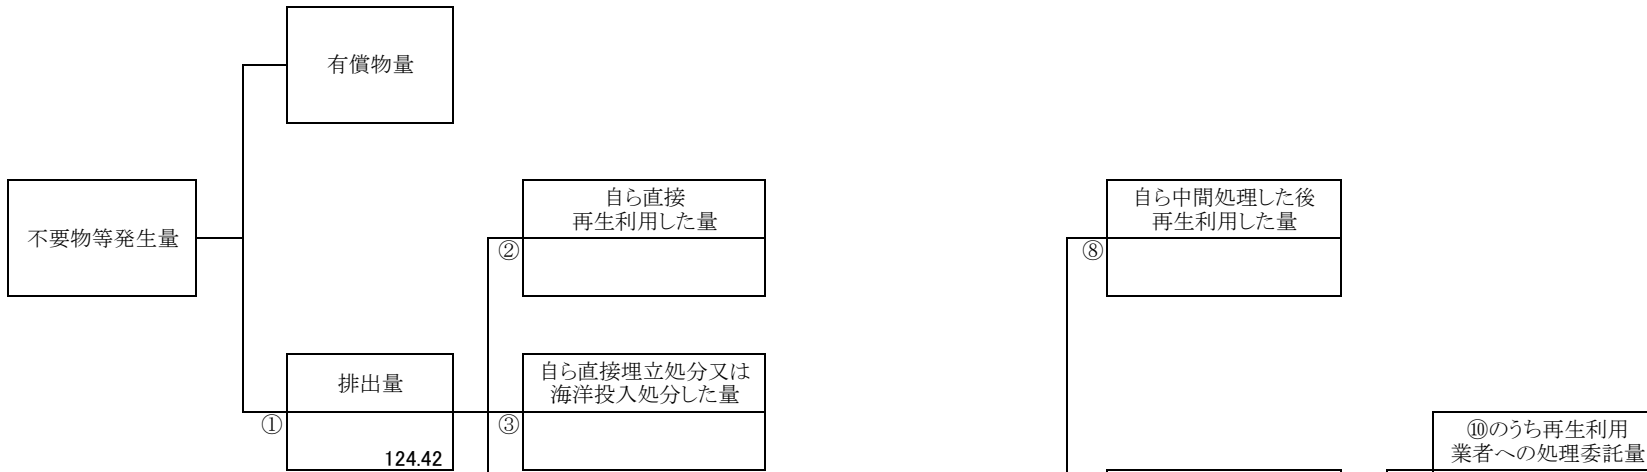 有償物量
不要物等発生量
自ら直接
再生利用した量
②
自ら中間処理した後
再生利用した量
⑧
排出量
①
124.42
自ら直接埋立処分又は
海洋投入処分した量
③
⑩のうち再生利用
業者への処理委託量